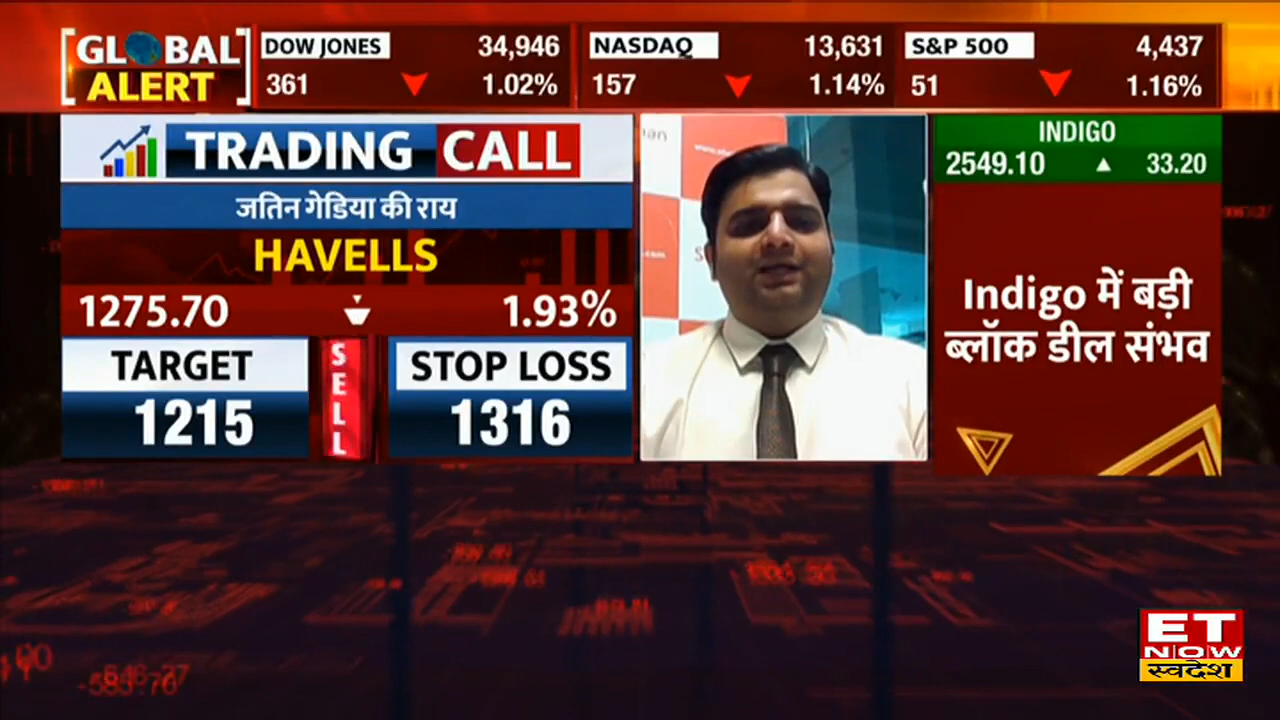 [GLOBAL ALERT]
DOW JONES 34,946
361 1.02%
NASDAQ 13,631
157 1.14%
S&P 500 4,437
51 1.16%
TRADING CALL
जतिन गेडिया की राय
HAVELLS
1275.70 1.93%
TARGET
1215
SELL
STOP LOSS
1316
INDIGO
2549.10 33.20
Indigo में बड़ी
ब्लॉक डील संभव
ET
NOW
स्वदेश